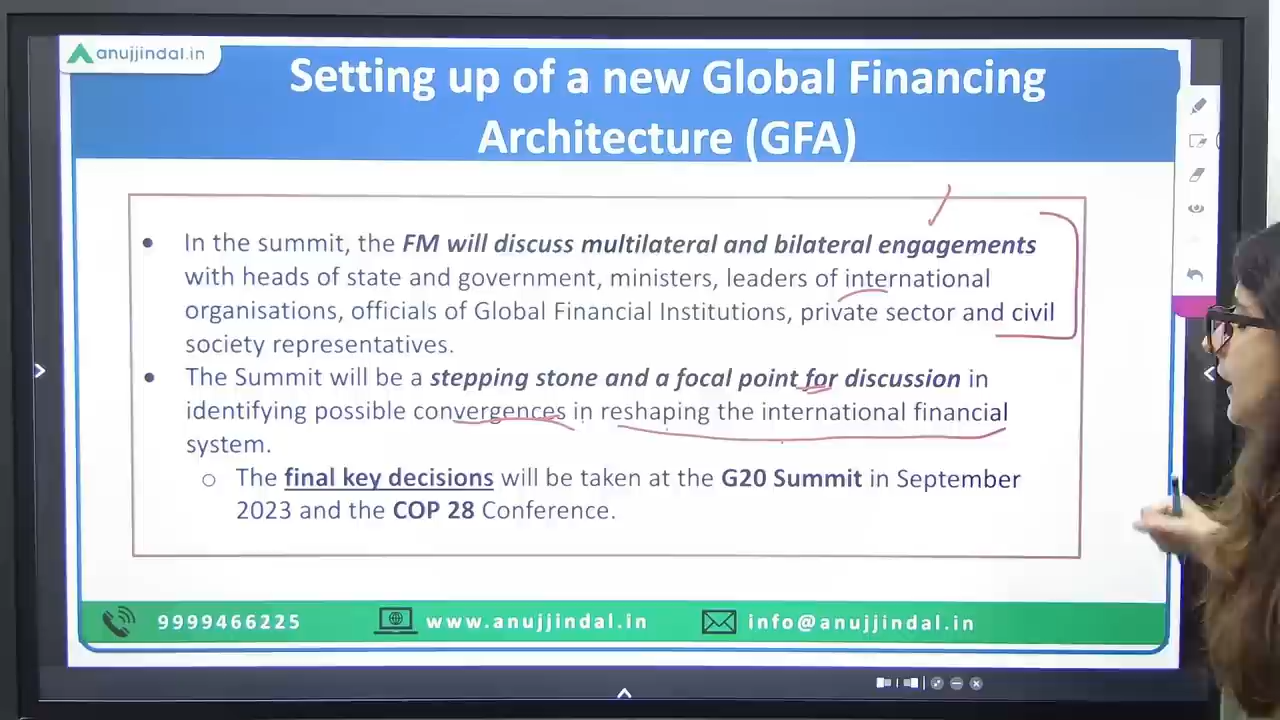 anujjindal.in
Setting up of a new Global Financing
Architecture (GFA)
• In the summit, the FM will discuss multilateral and bilateral engagements
with heads of state and government, ministers, leaders of international
organisations, officials of Global Financial Institutions, private sector and civil
society representatives.
• The Summit will be a stepping stone and a focal point for discussion in
identifying possible convergences in reshaping the international financial
system.
o The final key decisions will be taken at the G20 Summit in September
2023 and the COP 28 Conference.
9999466225 www.anujjindal.in info@anujjindal.in